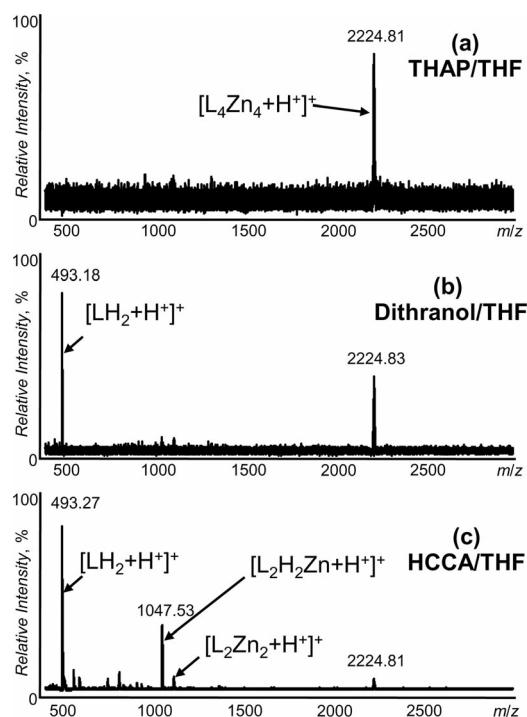 100
2224.81
(a)
THAP/THF
[L₄Zn₄+H⁺]⁺
Relative Intensity, %
0
500
1000
1500
2000
2500
m/z
100
493.18
(b)
Dithranol/THF
[LH₂+H⁺]⁺
2224.83
Relative Intensity, %
0
500
1000
1500
2000
2500
m/z
100
493.27
(c)
HCCA/THF
[LH₂+H⁺]⁺
[L₂H₂Zn+H⁺]⁺
1047.53
[L₂Zn₂+H⁺]⁺
2224.81
Relative Intensity, %
0
500
1000
1500
2000
2500
m/z